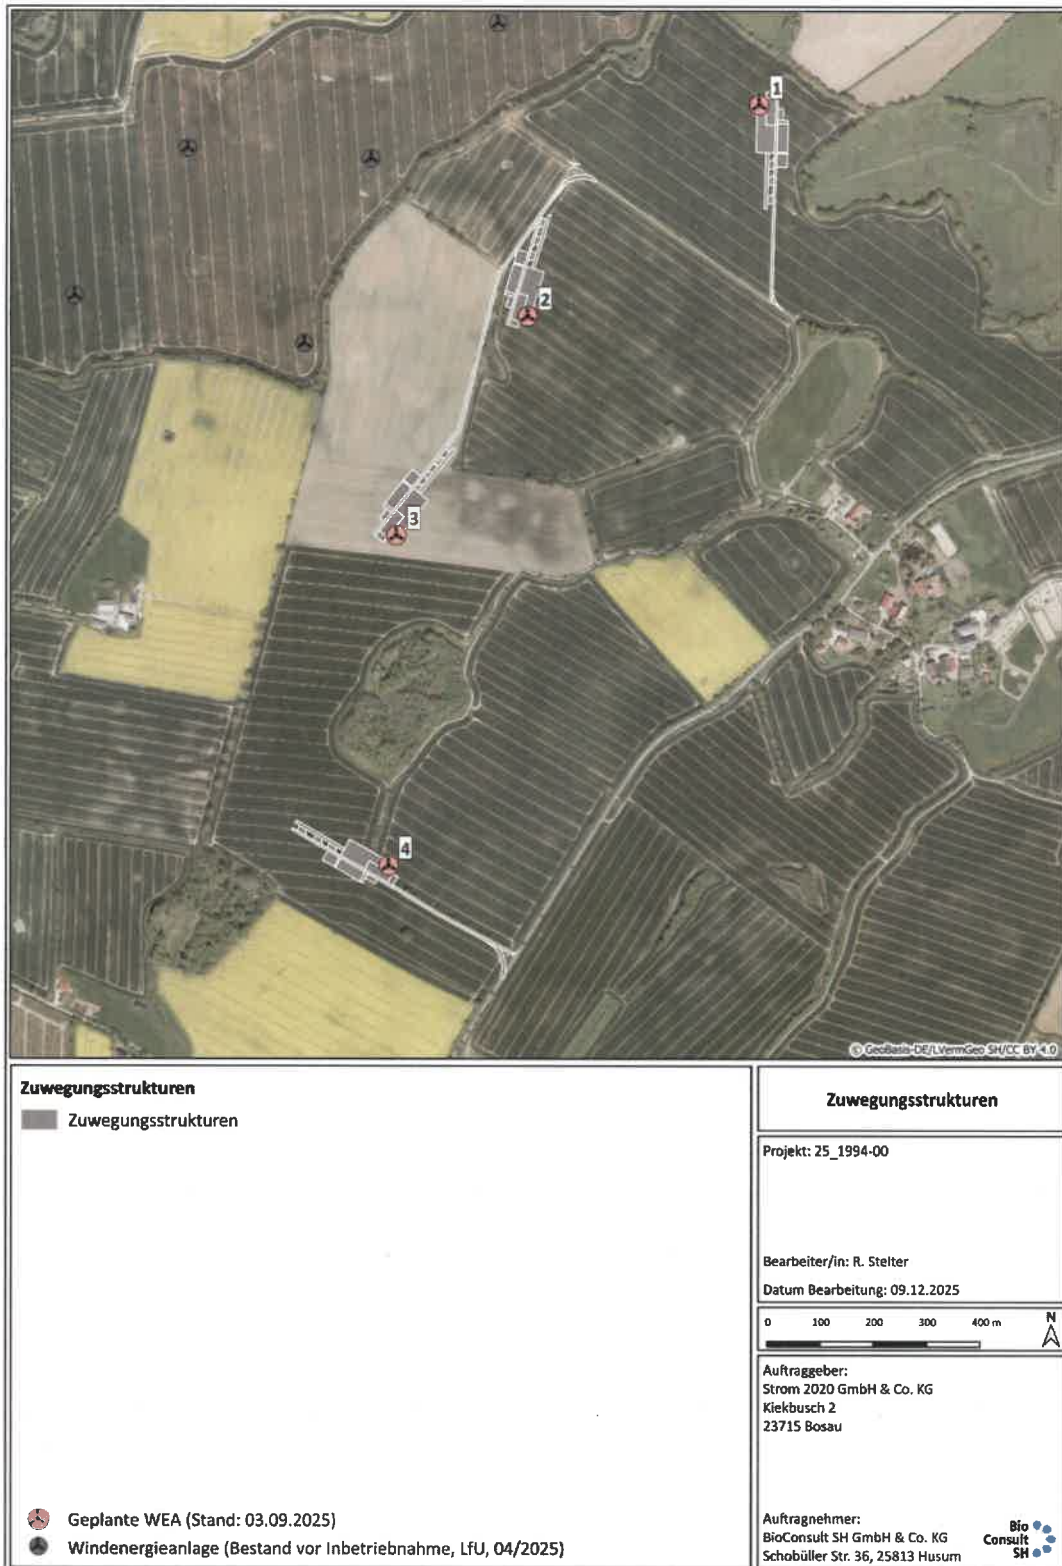 1
2
3
4
© GeoBasis-DE/LVermGeo SH/CC BY 4.0
Zuwegungsstrukturen
Zuwegungsstrukturen
Geplante WEA (Stand: 03.09.2025)
Windenergieanlage (Bestand vor Inbetriebnahme, LfU, 04/2025)
Zuwegungsstrukturen
Projekt: 25_1994-00
Bearbeiter/in: R. Stelter
Datum Bearbeitung: 09.12.2025
0 100 200 300 400 m
N
Auftraggeber:
Strom 2020 GmbH & Co. KG
Kiekbusch 2
23715 Bosau
Auftragnehmer:
BioConsult SH GmbH & Co. KG
Schobüller Str. 36, 25813 Husum
Bio
Consult
SH